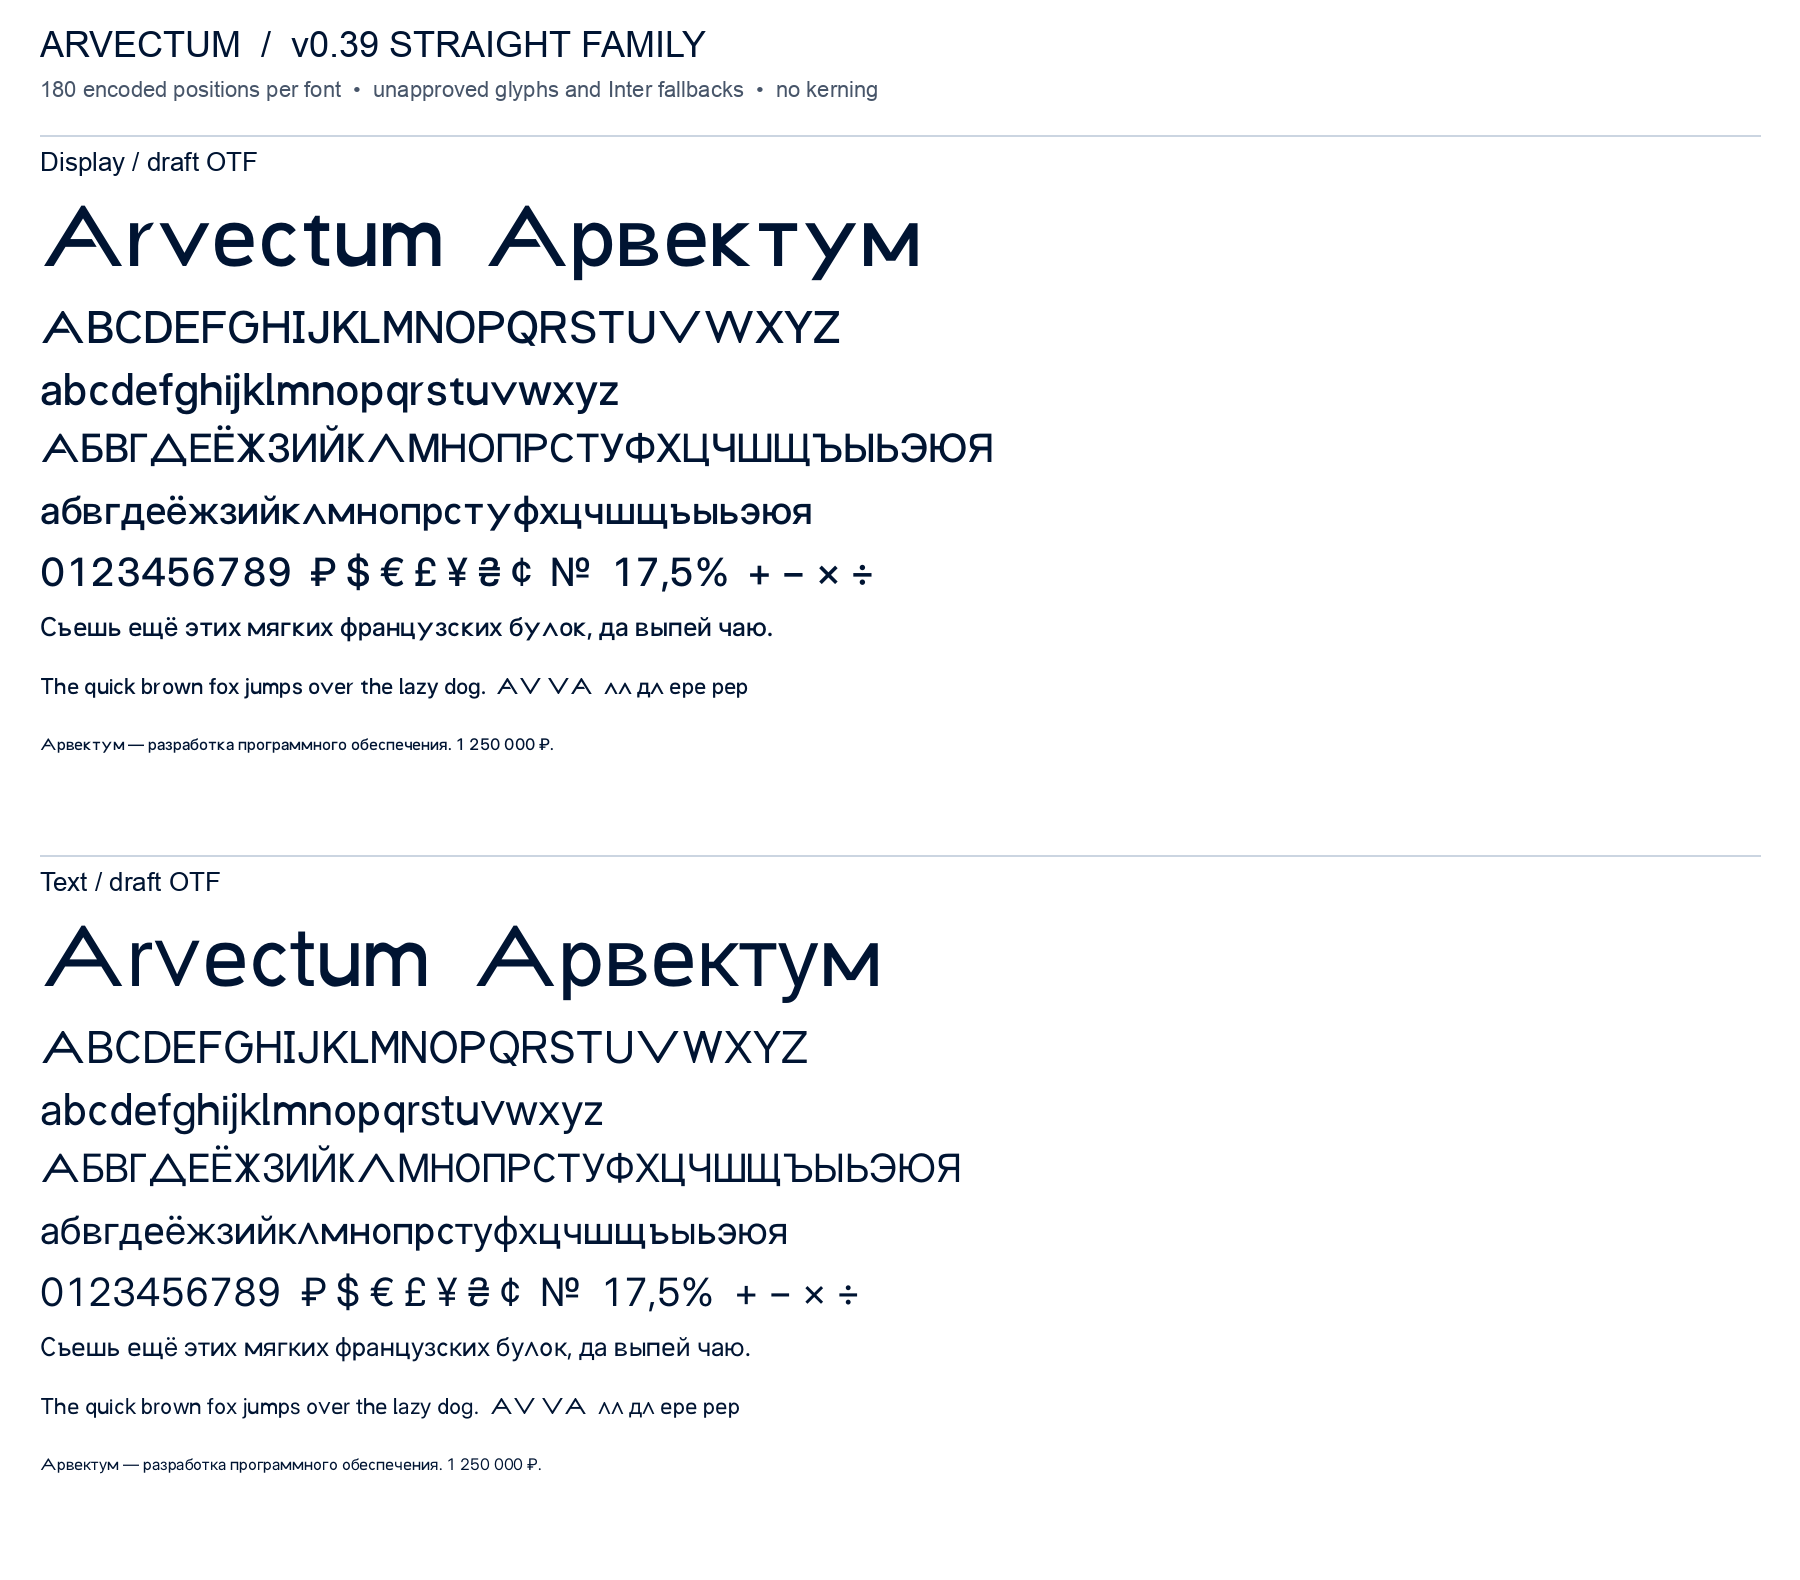 ARVECTUM / v0.39 STRAIGHT FAMILY
180 encoded positions per font • unapproved glyphs and Inter fallbacks • no kerning
Display / draft OTF
Arvectum Арвектум
ABCDEFGHIJKLMNOPQRSTUVWXYZ
abcdefghijklmnopqrstuvwxyz
АБВГДЕЁЖЗИЙКЛМНОПРСТУФХЦЧШЩЪЫЬЭЮЯ
абвгдеёжзийклмнопрстуфхцчшщъыьэюя
0123456789 ₽ $ € £ ¥ ₴ ¢ № 17,5% + − × ÷
Съешь ещё этих мягких французских булок, да выпей чаю.
The quick brown fox jumps over the lazy dog. AV VA лл дл ере рер
Арвектум — разработка программного обеспечения. 1 250 000 ₽.
Text / draft OTF
Arvectum Арвектум
ABCDEFGHIJKLMNOPQRSTUVWXYZ
abcdefghijklmnopqrstuvwxyz
АБВГДЕЁЖЗИЙКЛМНОПРСТУФХЦЧШЩЪЫЬЭЮЯ
абвгдеёжзийклмнопрстуфхцчшщъыьэюя
0123456789 ₽ $ € £ ¥ ₴ ¢ № 17,5% + − × ÷
Съешь ещё этих мягких французских булок, да выпей чаю.
The quick brown fox jumps over the lazy dog. AV VA лл дл ере рер
Арвектум — разработка программного обеспечения. 1 250 000 ₽.